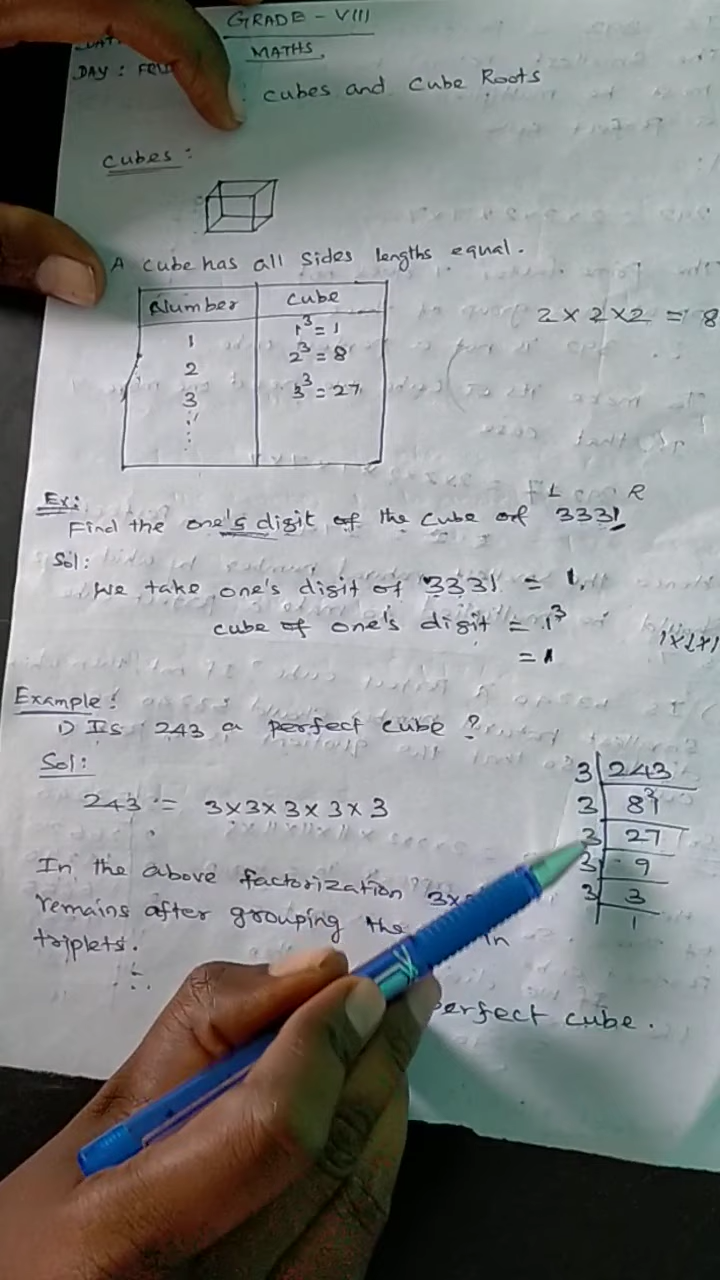 GRADE - VIII
MATHS.
DAY :
Cubes and Cube Roots
Cubes :
A cube has all sides lengths equal.
Number Cube
1 1³ = 1
2 2³ = 8
3 3³ = 27
2 × 2 × 2 = 8
L R
Ex:
Find the one's digit of the cube of 3331
Sol:
We take one's digit of 3331 = 1.
cube of one's digit = 1³
= 1
1×1×1
Example:
1) Is 243 a perfect cube ?
Sol:
243 = 3×3×3×3×3
3 243
3 81
3 27
3 9
3 3
1
In the above factorization 3×
remains after grouping the in
triplets.
∴
perfect cube.